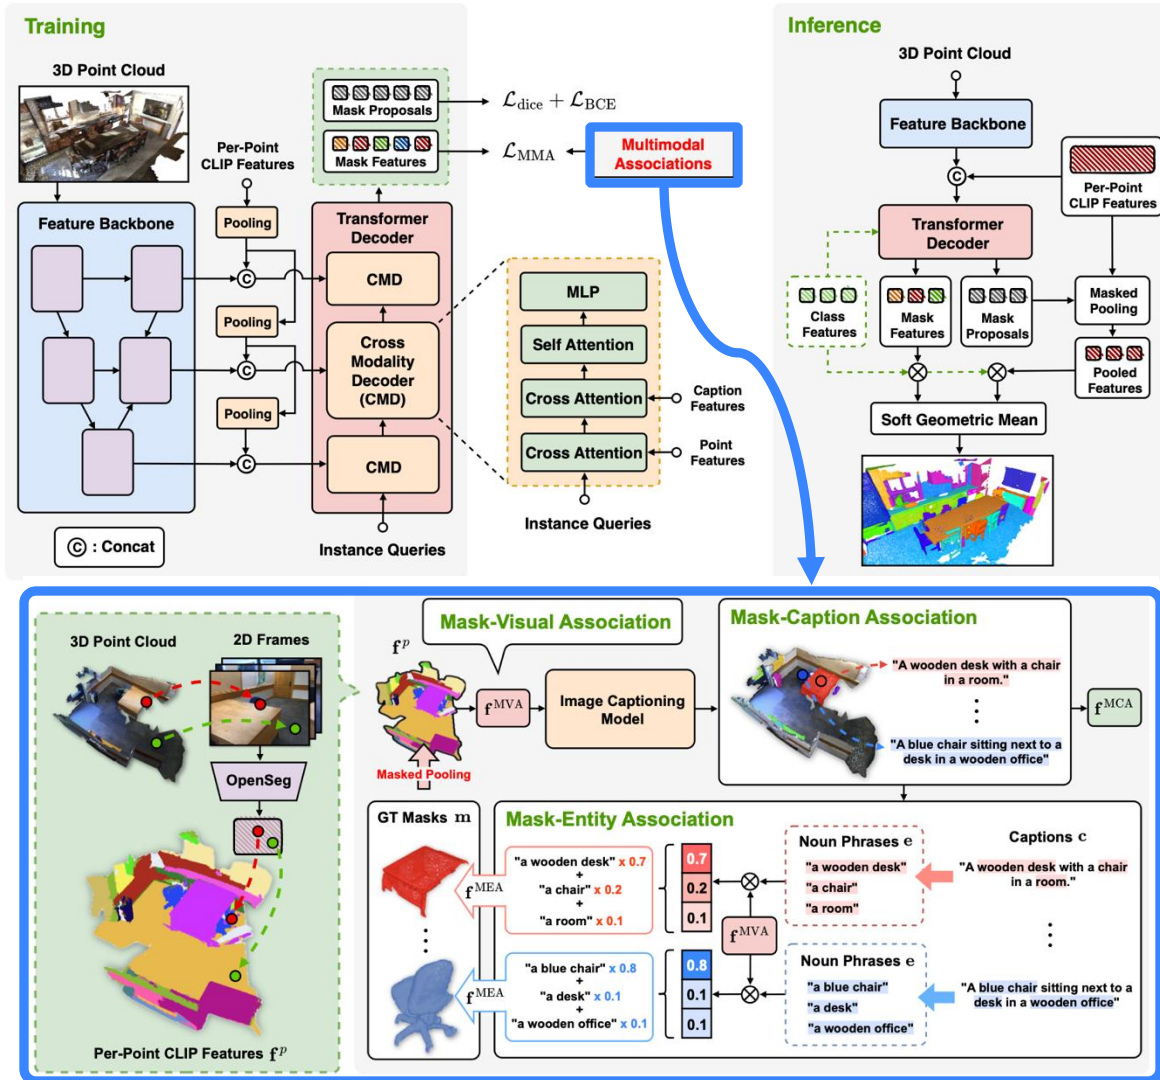 Training
3D Point Cloud
Per-Point
CLIP Features
Feature Backbone
Pooling
C
Pooling
C
Pooling
C
Mask Proposals
Mask Features
Transformer
Decoder
CMD
Cross
Modality
Decoder
(CMD)
CMD
Instance Queries
C : Concat
ℒdice + ℒBCE
ℒMMA
Multimodal
Associations
MLP
Self Attention
Cross Attention
Cross Attention
Caption
Features
Point
Features
Instance Queries
Inference
3D Point Cloud
Feature Backbone
C
Per-Point
CLIP Features
Transformer
Decoder
Class
Features
Mask
Features
Mask
Proposals
Masked
Pooling
Pooled
Features
Soft Geometric Mean
3D Point Cloud
2D Frames
OpenSeg
Per-Point CLIP Features f^p
Mask-Visual Association
f^p
Masked Pooling
f^MVA
Image Captioning
Model
Mask-Caption Association
"A wooden desk with a chair
in a room."
"A blue chair sitting next to a
desk in a wooden office"
f^MCA
GT Masks m
f^MEA
f^MEA
Mask-Entity Association
"a wooden desk" x 0.7
+
"a chair" x 0.2
+
"a room" x 0.1
0.7
0.2
0.1
f^MVA
Noun Phrases e
"a wooden desk"
"a chair"
"a room"
Captions c
"A wooden desk with a chair
in a room."
"a blue chair" x 0.8
+
"a desk" x 0.1
+
"a wooden office" x 0.1
0.8
0.1
0.1
Noun Phrases e
"a blue chair"
"a desk"
"a wooden office"
"A blue chair sitting next to a
desk in a wooden office"